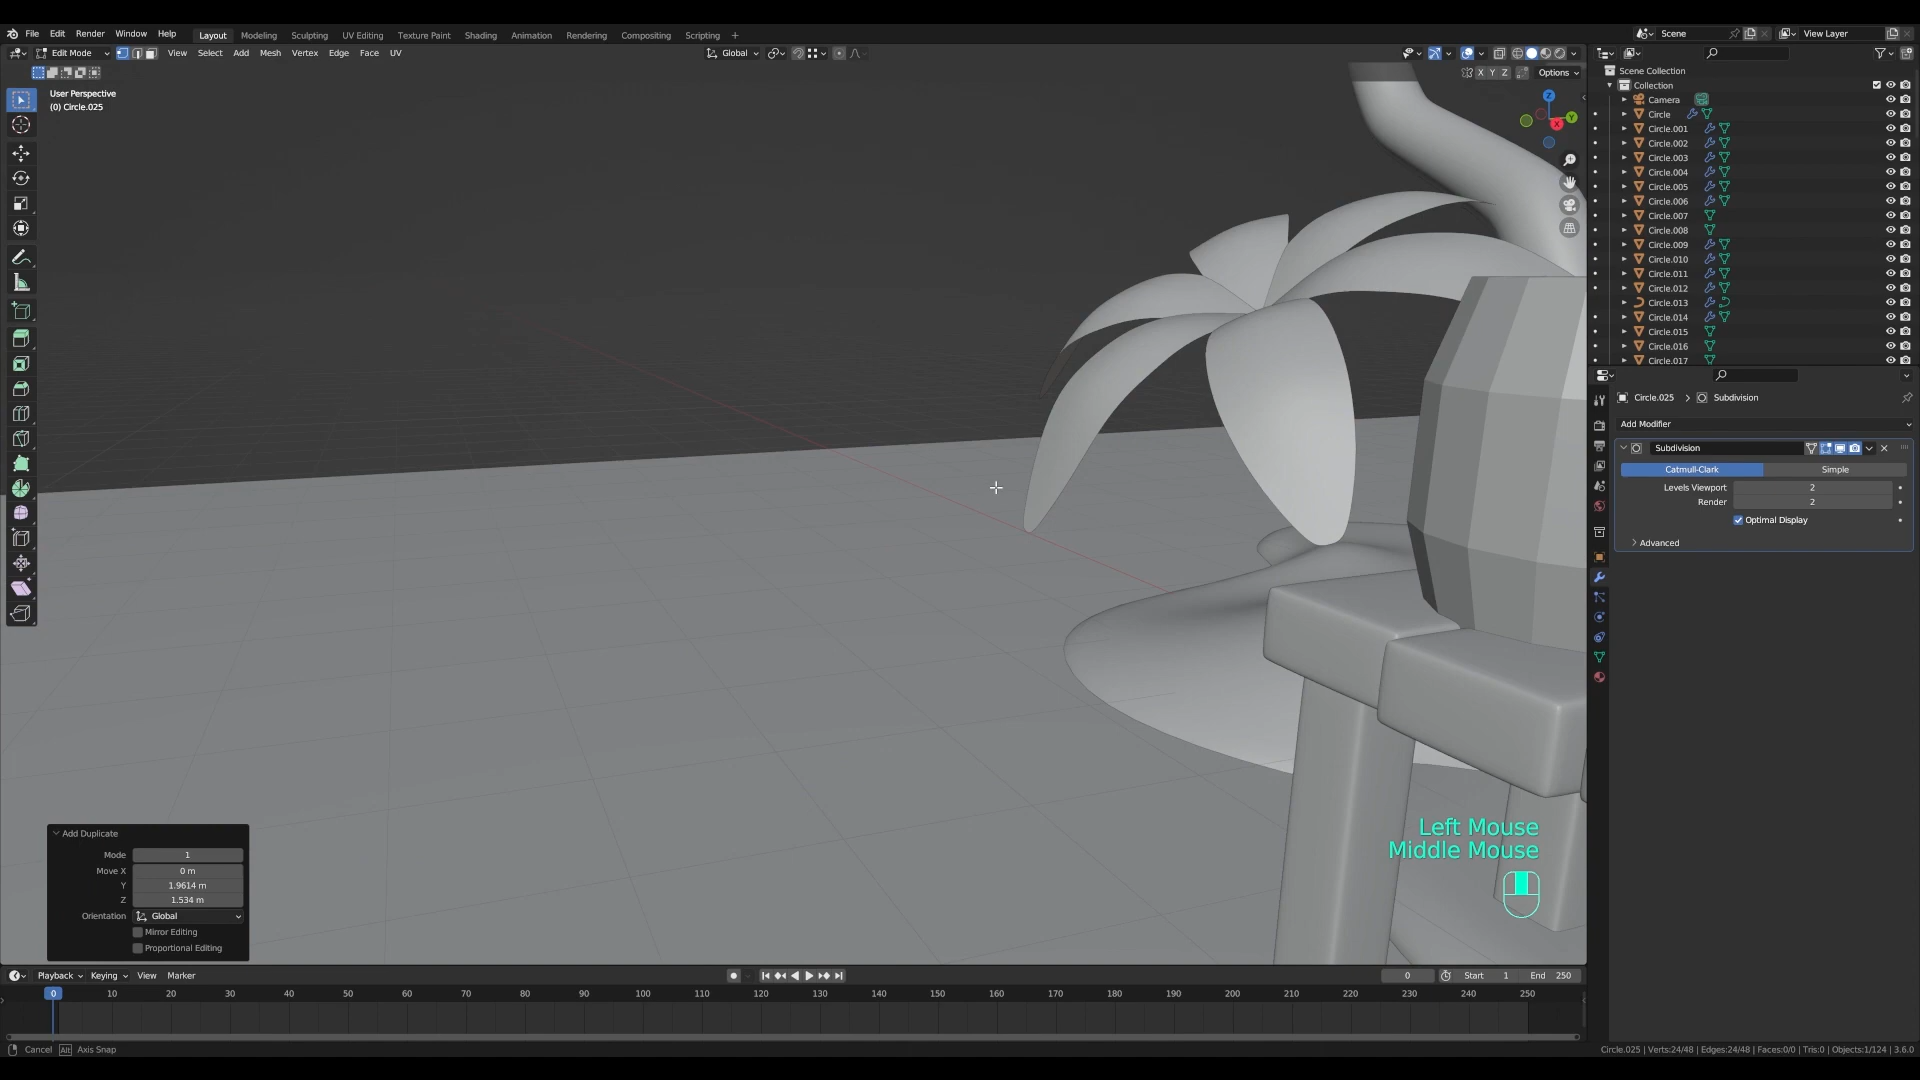 File Edit Render Window Help Layout Modeling Sculpting UV Editing Texture Paint Shading Animation Rendering Compositing Scripting + Scene View Layer
Edit Mode View Select Add Mesh Vertex Edge Face UV Global
X Y Z Options
User Perspective
(0) Circle.025
Z
Y
X
Scene Collection
Collection
Camera
Circle
Circle.001
Circle.002
Circle.003
Circle.004
Circle.005
Circle.006
Circle.007
Circle.008
Circle.009
Circle.010
Circle.011
Circle.012
Circle.013
Circle.014
Circle.015
Circle.016
Circle.017
Circle.025 > Subdivision
Add Modifier
Subdivision
Catmull-Clark Simple
Levels Viewport 2
Render 2
Optimal Display
Advanced
Left Mouse
Middle Mouse
Add Duplicate
Mode 1
Move X 0 m
Y 1.9614 m
Z 1.534 m
Orientation Global
Mirror Editing
Proportional Editing
Playback Keying View Marker 0 Start 1 End 250
0 10 20 30 40 50 60 70 80 90 100 110 120 130 140 150 160 170 180 190 200 210 220 230 240 250
Cancel Alt Axis Snap
Circle.025 | Verts:24/48 | Edges:24/48 | Faces:0/0 | Tris:0 | Objects:1/124 | 3.6.0